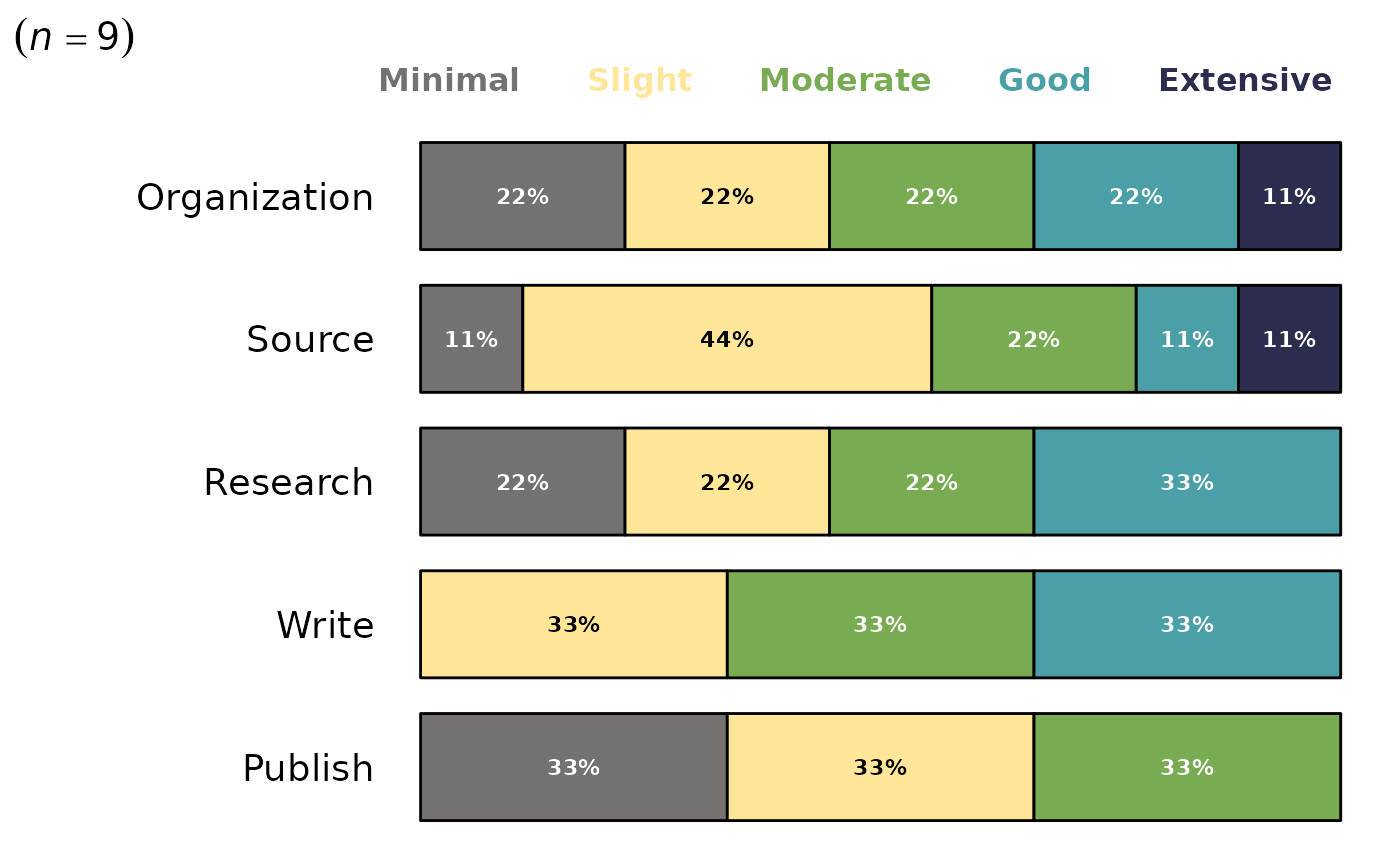 (n = 9)
Minimal Slight Moderate Good Extensive
Organization 22% 22% 22% 22% 11%
Source 11% 44% 22% 11% 11%
Research 22% 22% 22% 33%
Write 33% 33% 33%
Publish 33% 33% 33%